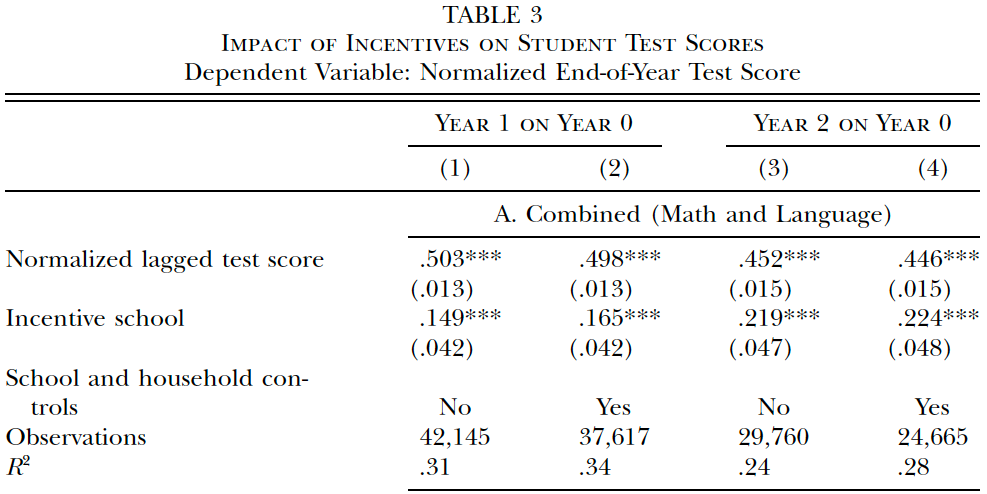 TABLE 3
Impact of Incentives on Student Test Scores
Dependent Variable: Normalized End-of-Year Test Score
Year 1 on Year 0 Year 2 on Year 0
(1) (2) (3) (4)
A. Combined (Math and Language)
Normalized lagged test score .503*** .498*** .452*** .446***
(.013) (.013) (.015) (.015)
Incentive school .149*** .165*** .219*** .224***
(.042) (.042) (.047) (.048)
School and household con-
trols No Yes No Yes
Observations 42,145 37,617 29,760 24,665
R² .31 .34 .24 .28